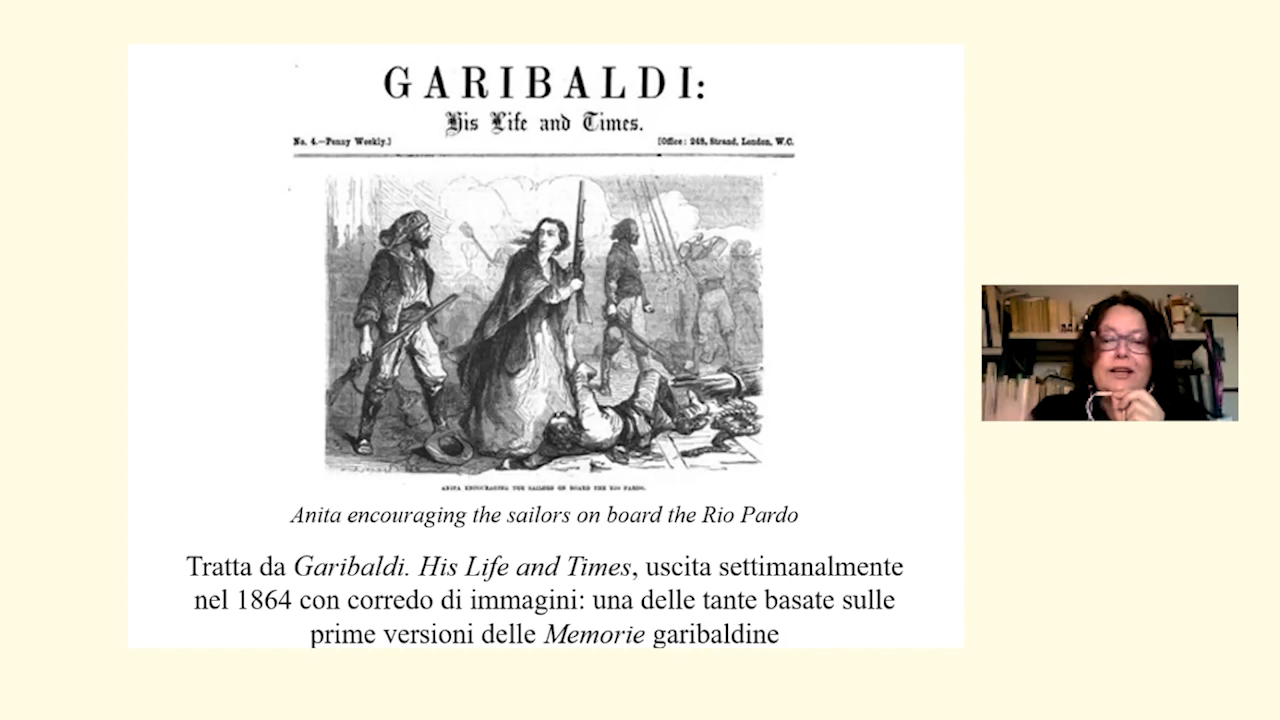 GARIBALDI:
His Life and Times.
No. 4.—Penny Weekly.]
[Office: 248, Strand, London, W.C.
ANITA ENCOURAGING THE SAILORS ON BOARD THE RIO PARDO.
Anita encouraging the sailors on board the Rio Pardo
Tratta da Garibaldi. His Life and Times, uscita settimanalmente
nel 1864 con corredo di immagini: una delle tante basate sulle
prime versioni delle Memorie garibaldine